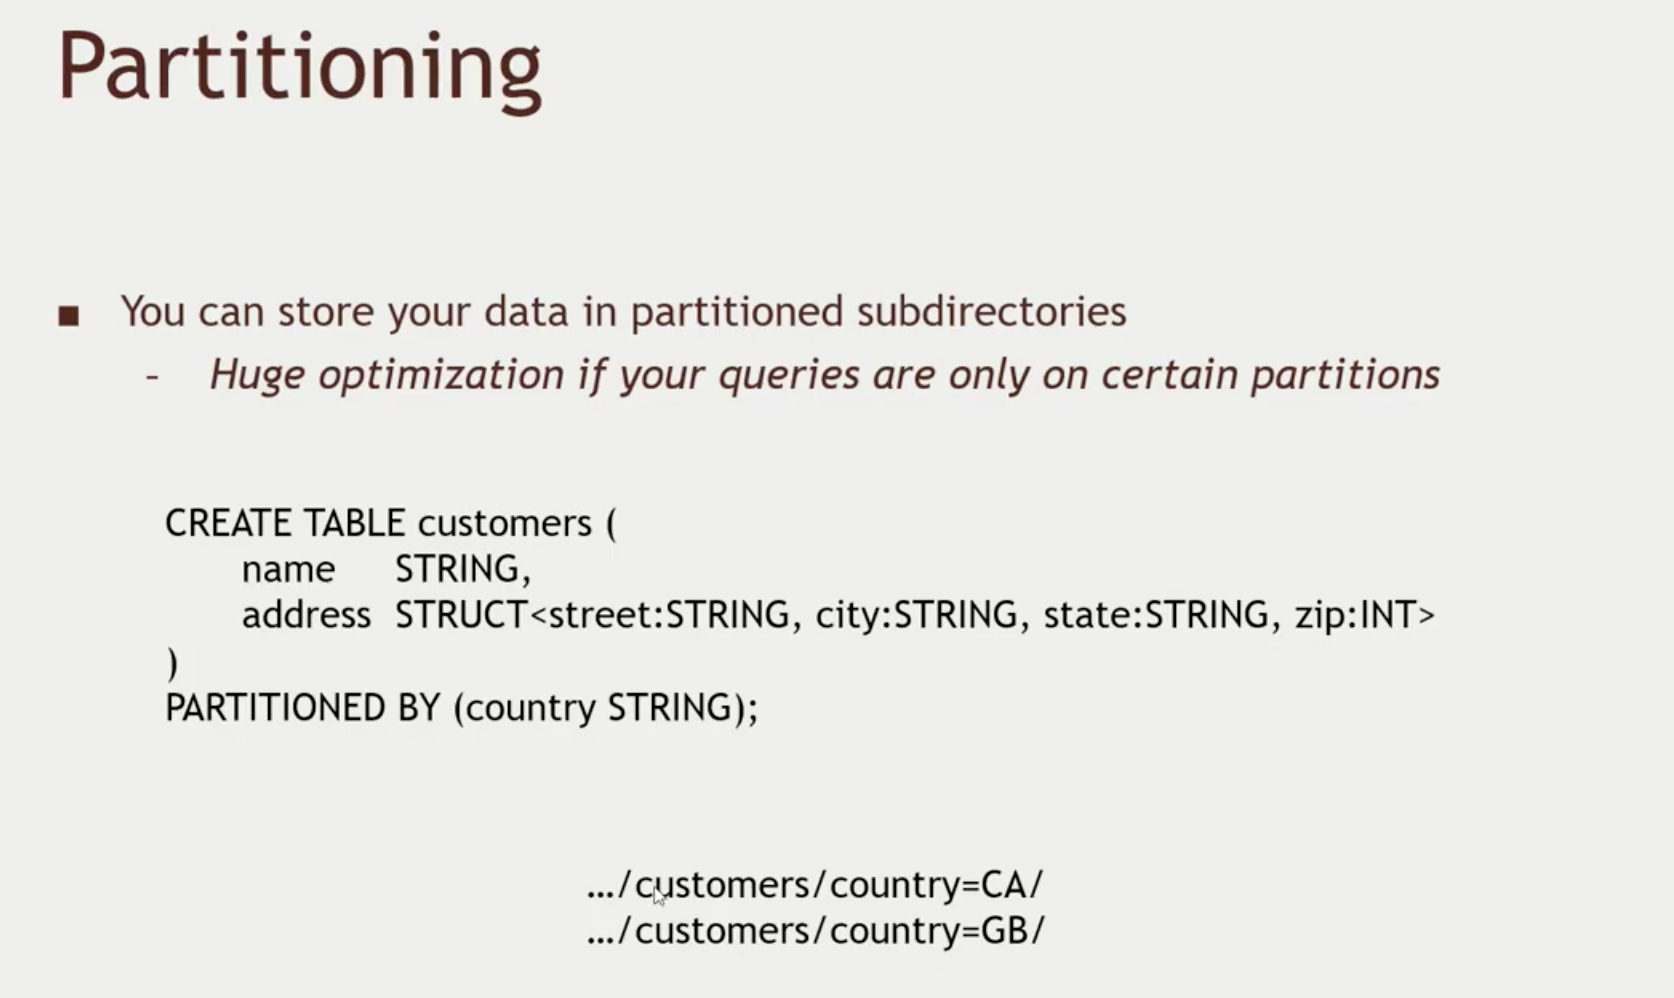 Partitioning
■ You can store your data in partitioned subdirectories
– Huge optimization if your queries are only on certain partitions
CREATE TABLE customers (
name STRING,
address STRUCT<street:STRING, city:STRING, state:STRING, zip:INT>
)
PARTITIONED BY (country STRING);
…/customers/country=CA/
…/customers/country=GB/